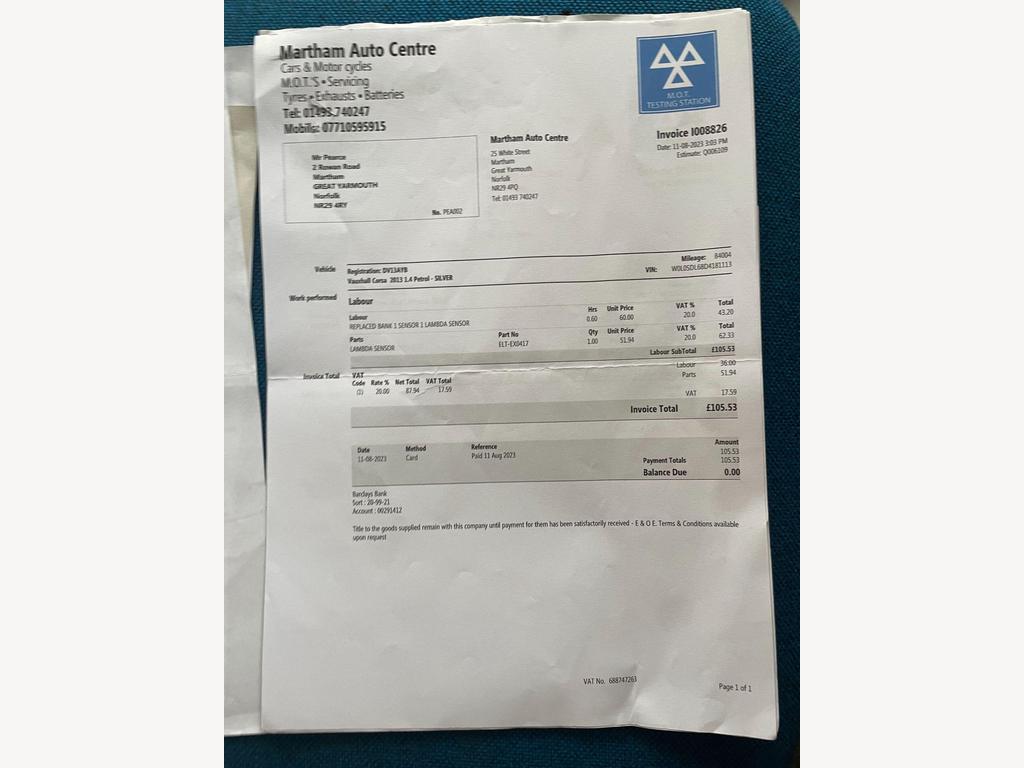 Martham Auto Centre
Cars & Motor cycles
M.O.T.'S • Servicing
Tyres • Exhausts • Batteries
Tel: 01493 740247
Mobills: 07710595915
M.O.T.
TESTING STATION
Invoice I008826
Date: 11-08-2023 3:03 PM
Estimate: Q006109
Mr Pearce
2 Rowan Road
Martham
GREAT YARMOUTH
Norfolk
NR29 4RY
No. PEA002
Martham Auto Centre
25 White Street
Martham
Great Yarmouth
Norfolk
NR29 4PQ
Tel: 01493 740247
Vehicle
Registration: DV13AYB
Mileage: 84004
Vauxhall Corsa 2013 1.4 Petrol - SILVER
VIN: W0L0SDL68D4181113
Work performed
Labour
Labour Hrs Unit Price VAT % Total
REPLACED BANK 1 SENSOR 1 LAMBDA SENSOR 0.60 60.00 20.0 43.20
Parts Part No Qty Unit Price VAT % Total
LAMBDA SENSOR ELT-EX0417 1.00 51.94 20.0 62.33
Labour SubTotal £105.53
Invoice Total
VAT
Code Rate % Net Total VAT Total
(1) 20.00 87.94 17.59
Labour 36.00
Parts 51.94
VAT 17.59
Invoice Total £105.53
Date Method Reference Amount
11-08-2023 Card Paid 11 Aug 2023 105.53
Payment Totals 105.53
Balance Due 0.00
Barclays Bank
Sort : 20-99-21
Account : 00291412
Title to the goods supplied remain with this company until payment for them has been satisfactorily received - E & O E. Terms & Conditions available
upon request
VAT No. 688747263
Page 1 of 1